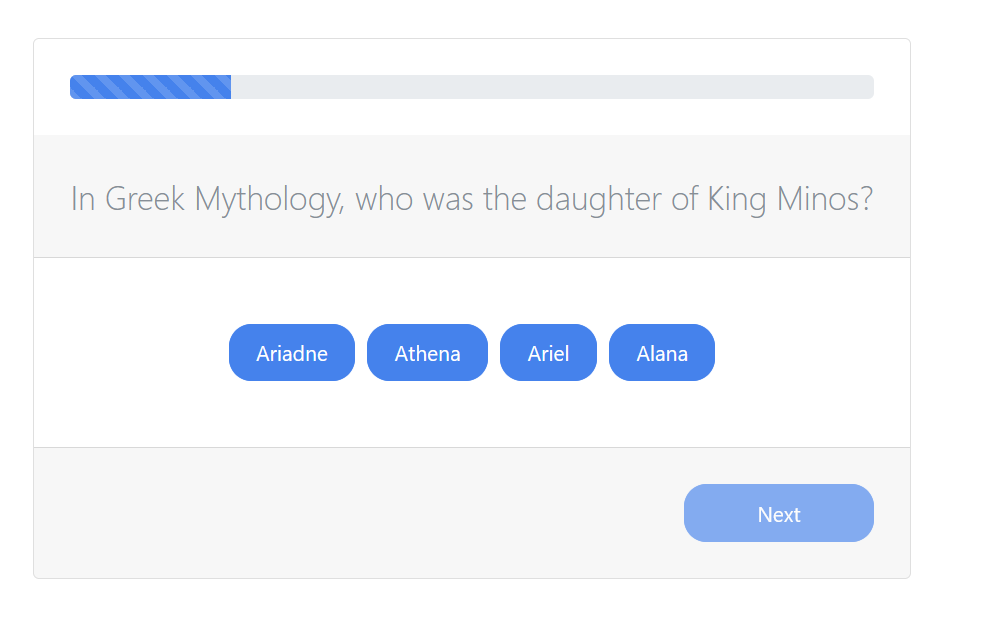 In Greek Mythology, who was the daughter of King Minos?
Ariadne Athena Ariel Alana
Next